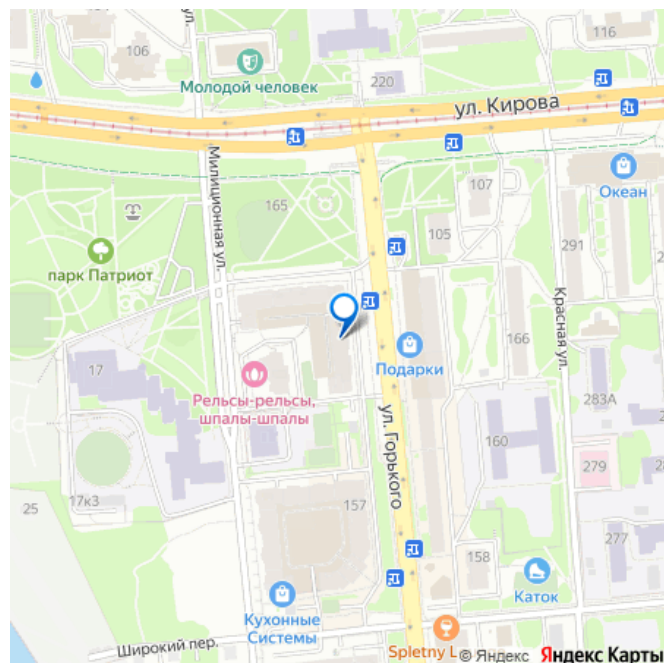 ул.
106
Молодой человек
220
116
ул. Кирова
Милиционная ул.
165
107
105
Океан
291
парк Патриот
166
Красная ул.
17
Подарки
Рельсы-рельсы,
шпалы-шпалы
ул. Горького
283А
160
279
17к3
25
157
277
158
Каток
Кухонные
Системы
Широкий пер.
Spletny L
© Яндекс Яндекс Карты